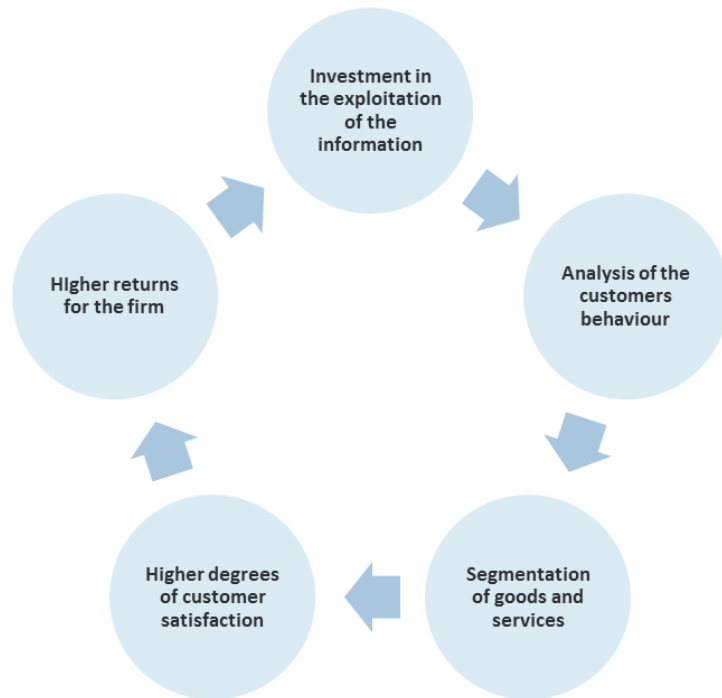 Investment in
the exploitation
of the
information
Analysis of the
customers
behaviour
Segmentation
of goods and
services
Higher degrees
of customer
satisfaction
HIgher returns
for the firm